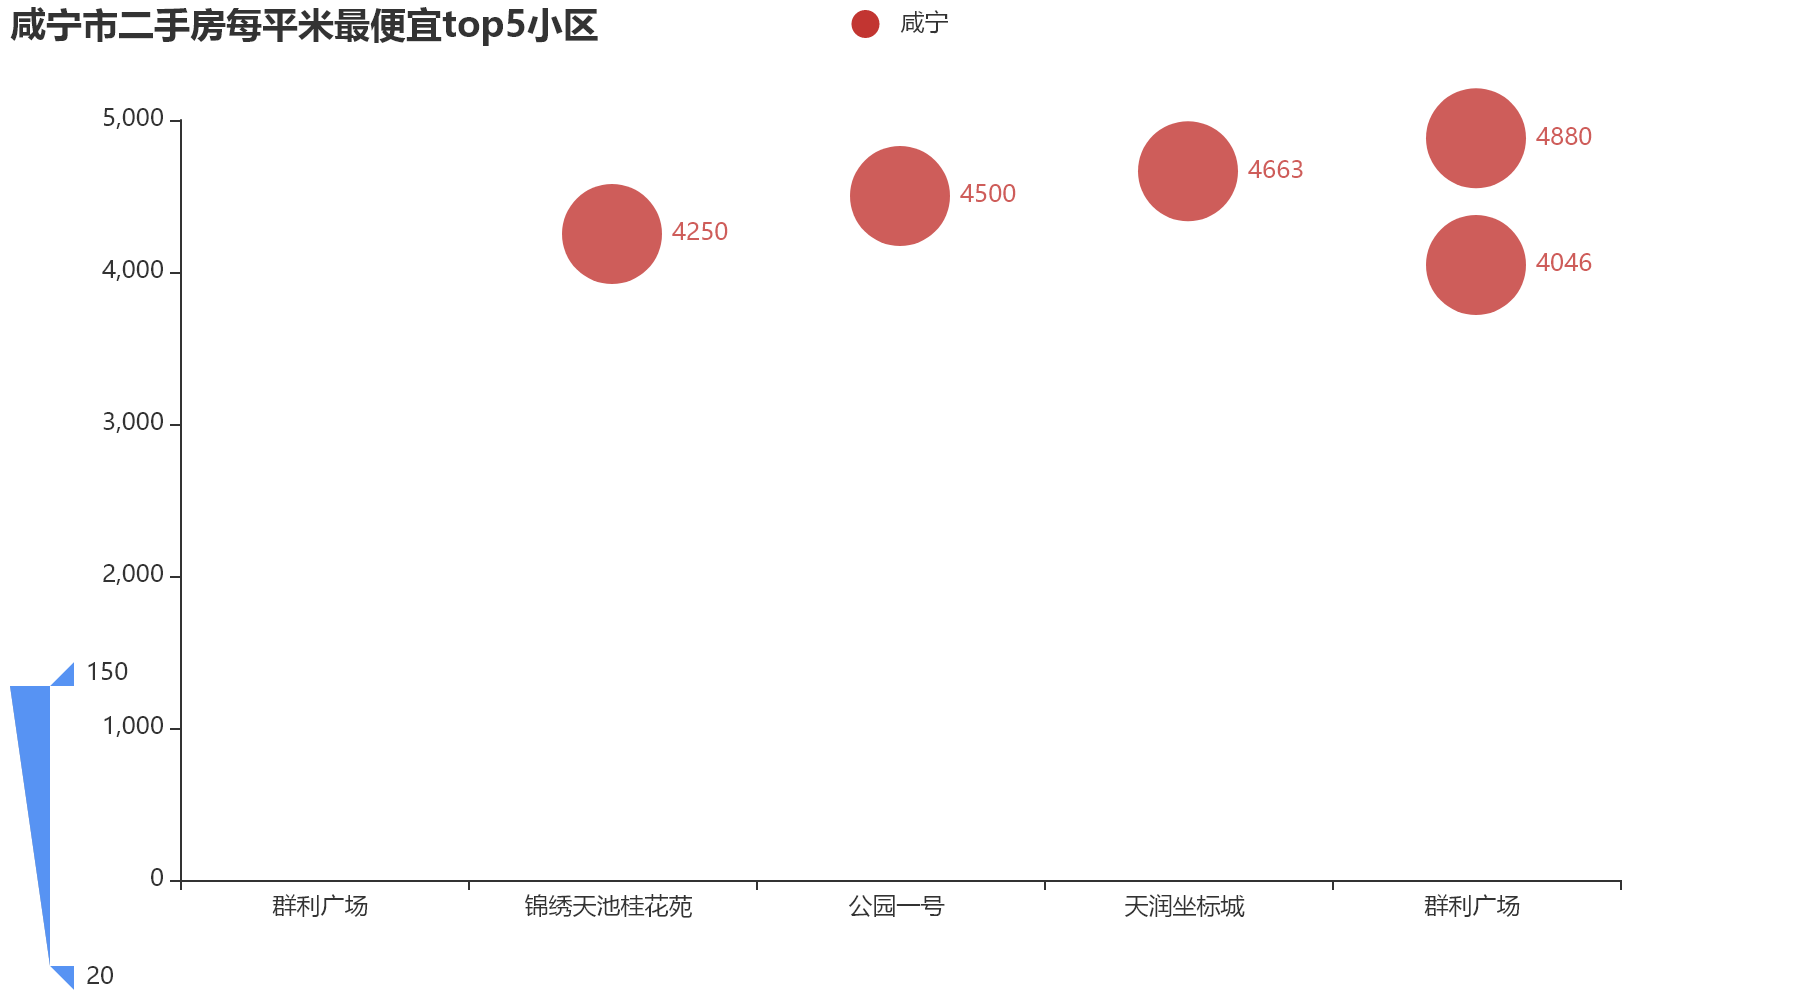 咸宁市二手房每平米最便宜top5小区
咸宁
5,000
4,000
3,000
2,000
1,000
0
4250
4500
4663
4880
4046
150
20
群利广场
锦绣天池桂花苑
公园一号
天润坐标城
群利广场